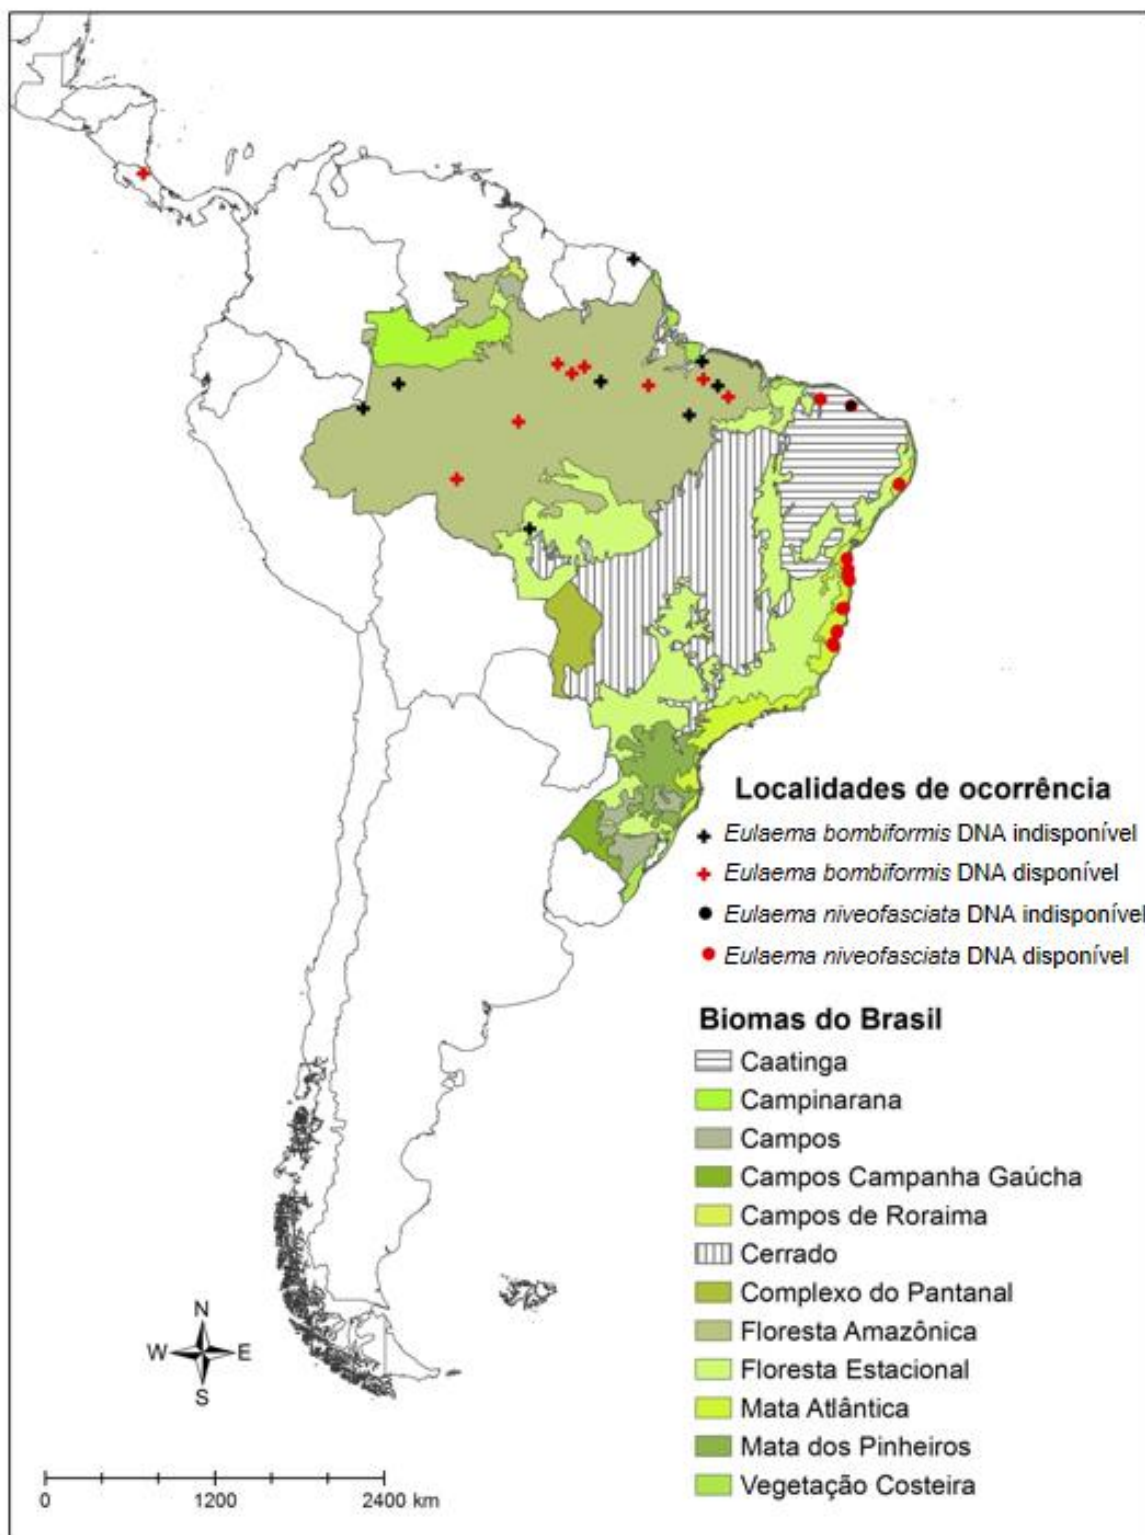 Localidades de ocorrência
Eulaema bombiformis DNA indisponível
Eulaema bombiformis DNA disponível
Eulaema niveofasciata DNA indisponível
Eulaema niveofasciata DNA disponível
Biomas do Brasil
Caatinga
Campinarana
Campos
Campos Campanha Gaúcha
Campos de Roraima
Cerrado
Complexo do Pantanal
Floresta Amazônica
Floresta Estacional
Mata Atlântica
Mata dos Pinheiros
Vegetação Costeira
N
W E
S
0 1200 2400 km